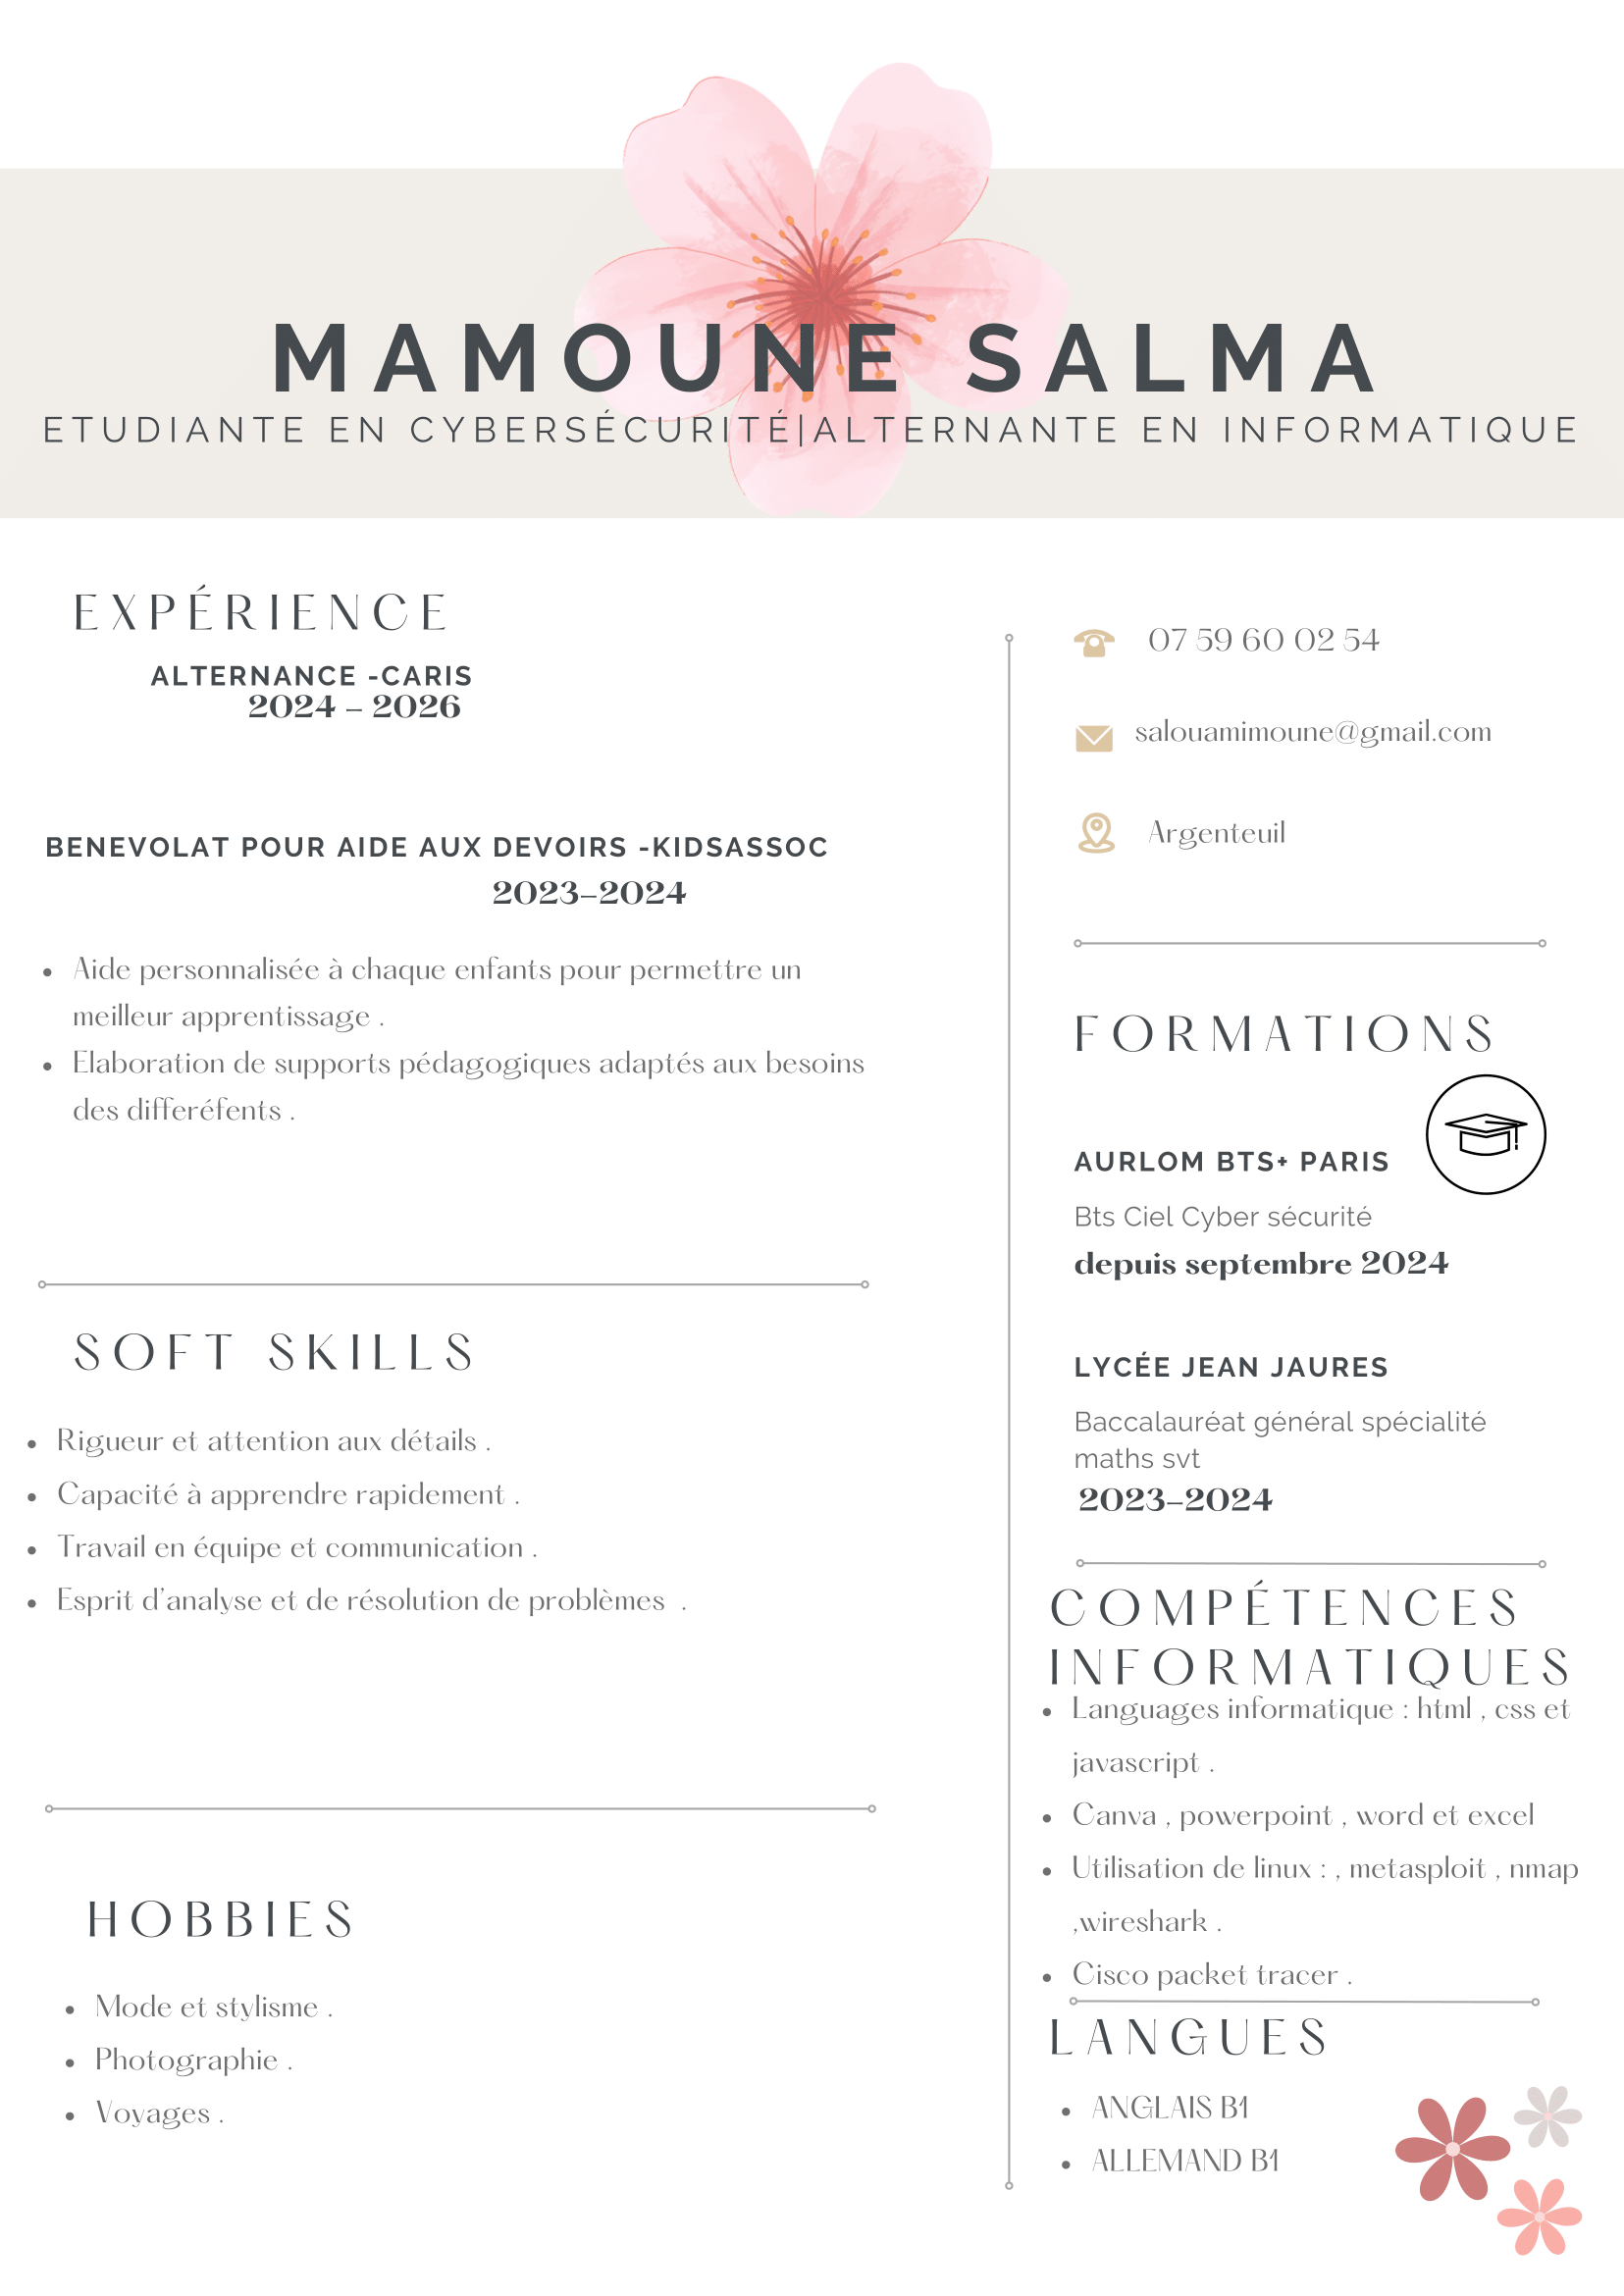 MAMOUNE SALMA
ETUDIANTE EN CYBERSÉCURITÉ|ALTERNANTE EN INFORMATIQUE
EXPÉRIENCE
ALTERNANCE -CARIS
2024 – 2026
BENEVOLAT POUR AIDE AUX DEVOIRS -KIDSASSOC
2023-2024
• Aide personnalisée à chaque enfants pour permettre un
meilleur apprentissage .
• Elaboration de supports pédagogiques adaptés aux besoins
des differéfents .
SOFT SKILLS
• Rigueur et attention aux détails .
• Capacité à apprendre rapidement .
• Travail en équipe et communication .
• Esprit d'analyse et de résolution de problèmes .
HOBBIES
• Mode et stylisme .
• Photographie .
• Voyages .
07 59 60 02 54
salouamimoune@gmail.com
Argenteuil
FORMATIONS
AURLOM BTS+ PARIS
Bts Ciel Cyber sécurité
depuis septembre 2024
LYCÉE JEAN JAURES
Baccalauréat général spécialité
maths svt
2023-2024
COMPÉTENCES
INFORMATIQUES
• Languages informatique : html , css et
javascript .
• Canva , powerpoint , word et excel
• Utilisation de linux : , metasploit , nmap
,wireshark .
• Cisco packet tracer .
LANGUES
• ANGLAIS B1
• ALLEMAND B1